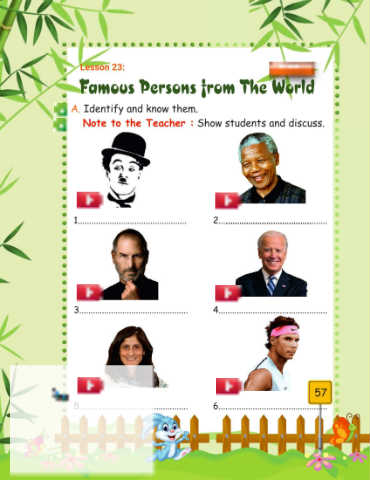 Lesson 23:
Famous Persons from The World
A. Identify and know them.
Note to the Teacher : Show students and discuss.
1.......................................
2.......................................
3.......................................
4.......................................
5.......................................
6.......................................
57